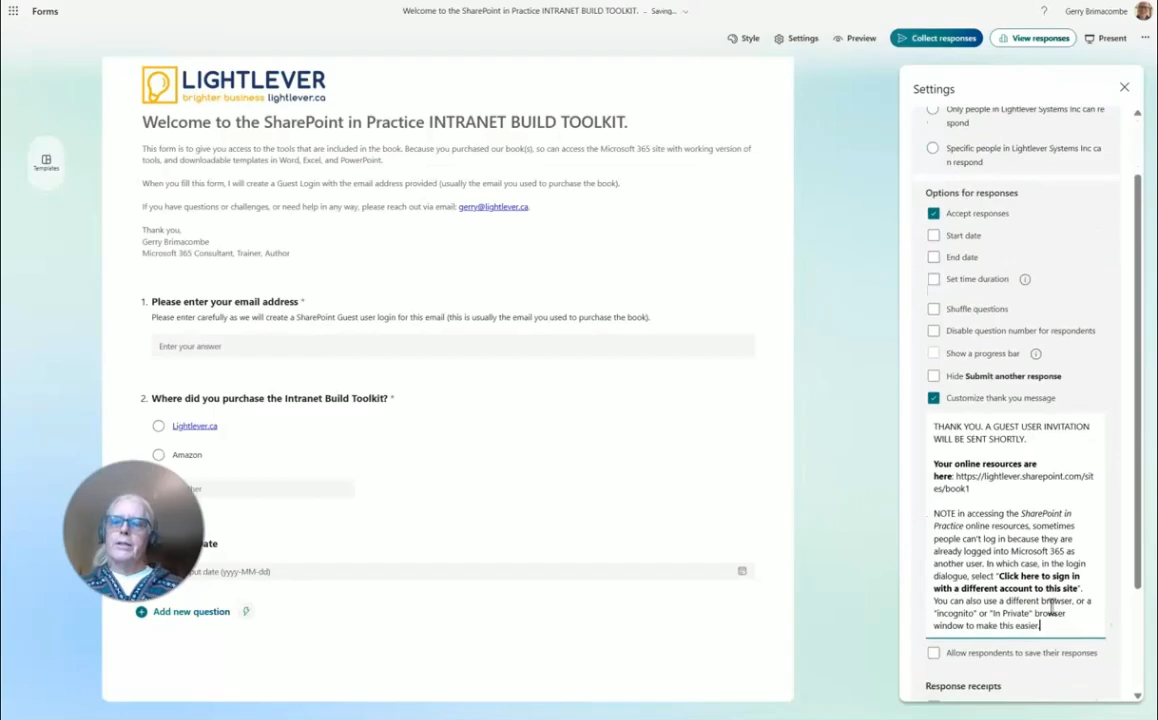 Forms
Welcome to the SharePoint in Practice INTRANET BUILD TOOLKIT. - Saving...
? Gerry Brimacombe
Style
Settings
Preview
Collect responses
View responses
Present
Templates
LIGHTLEVER
brighter business lightlever.ca
Welcome to the SharePoint in Practice INTRANET BUILD TOOLKIT.
This form is to give you access to the tools that are included in the book. Because you purchased our book(s), so can access the Microsoft 365 site with working version of
tools, and downloadable templates in Word, Excel, and PowerPoint.
When you fill this form, I will create a Guest Login with the email address provided (usually the email you used to purchase the book).
If you have questions or challenges, or need help in any way, please reach out via email: gerry@lightlever.ca.
Thank you,
Gerry Brimacombe
Microsoft 365 Consultant, Trainer, Author
1. Please enter your email address *
Please enter carefully as we will create a SharePoint Guest user login for this email (this is usually the email you used to purchase the book).
Enter your answer
2. Where did you purchase the Intranet Build Toolkit? *
Lightlever.ca
Amazon
(yyyy-MM-dd)
Add new question
Settings
Only people in Lightlever Systems Inc can re
spond
Specific people in Lightlever Systems Inc ca
n respond
Options for responses
Accept responses
Start date
End date
Set time duration
Shuffle questions
Disable question number for respondents
Show a progress bar
Hide Submit another response
Customize thank you message
THANK YOU. A GUEST USER INVITATION
WILL BE SENT SHORTLY.
Your online resources are
here: https://lightlever.sharepoint.com/sit
es/book1
NOTE in accessing the SharePoint in
Practice online resources, sometimes
people can't log in because they are
already logged into Microsoft 365 as
another user. In which case, in the login
dialogue, select "Click here to sign in
with a different account to this site".
You can also use a different browser, or a
"incognito" or "In Private" browser
window to make this easier.
Allow respondents to save their responses
Response receipts